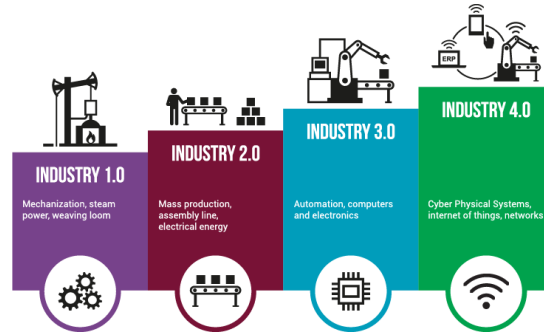 INDUSTRY 1.0
Mechanization, steam
power, weaving loom
INDUSTRY 2.0
Mass production,
assembly line,
electrical energy
INDUSTRY 3.0
Automation, computers
and electronics
ERP
INDUSTRY 4.0
Cyber Physical Systems,
internet of things, networks